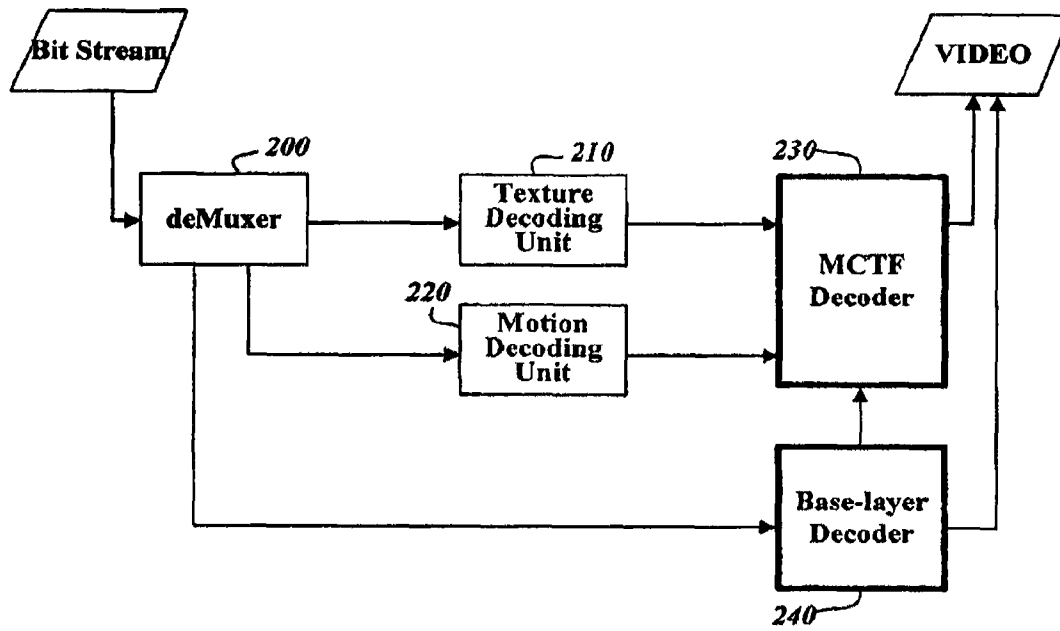 Bit Stream
VIDEO
200
deMuxer
210
Texture
Decoding
Unit
220
Motion
Decoding
Unit
230
MCTF
Decoder
Base-layer
Decoder
240